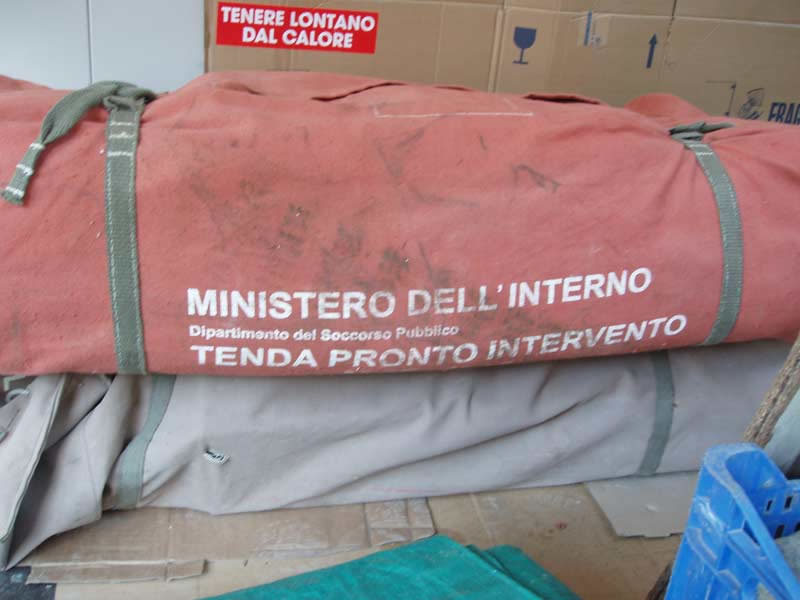 TENERE LONTANO
DAL CALORE
MINISTERO DELL'INTERNO
Dipartimento del Soccorso Pubblico
TENDA PRONTO INTERVENTO